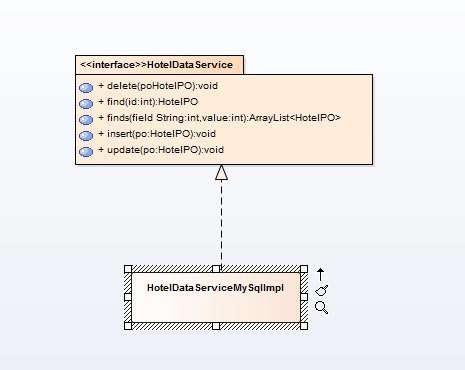 <<interface>>HotelDataService
+ delete(poHotelPO):void
+ find(id:int):HotelPO
+ finds(field String:int,value:int):ArrayList<HotelPO>
+ insert(po:HotelPO):void
+ update(po:HotelPO):void
HotelDataServiceMySqlImpl